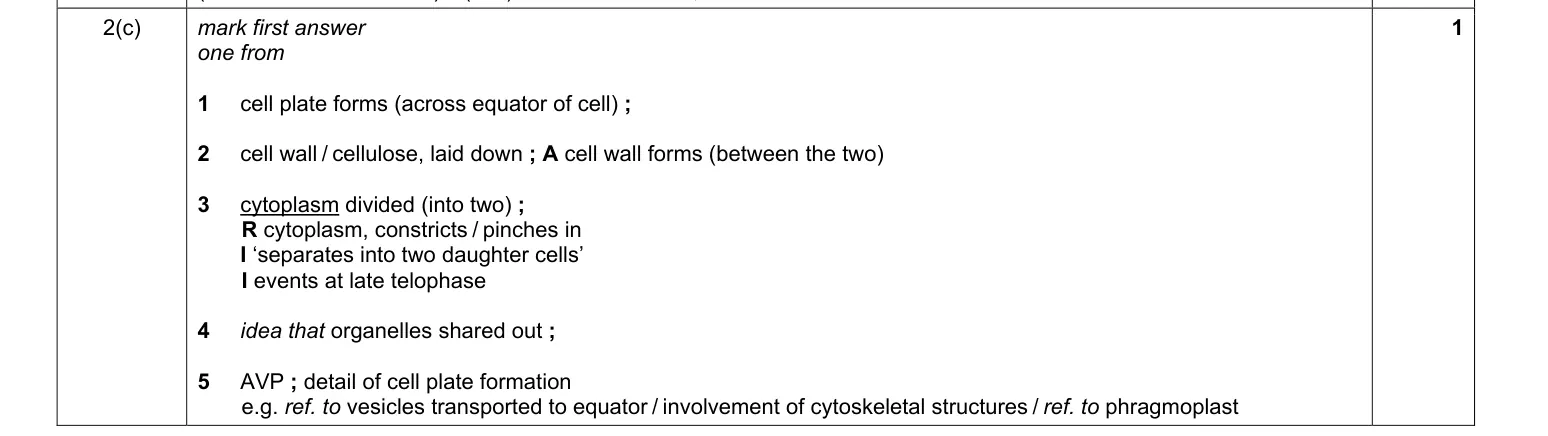 2(c)
mark first answer
1
one from
1 cell plate forms (across equator of cell) ;
2 cell wall / cellulose, laid down ; A cell wall forms (between the two)
3 cytoplasm divided (into two) ;
R cytoplasm, constricts / pinches in
I ‘separates into two daughter cells’
I events at late telophase
4 idea that organelles shared out ;
5 AVP ; detail of cell plate formation
e.g. ref. to vesicles transported to equator / involvement of cytoskeletal structures / ref. to phragmoplast